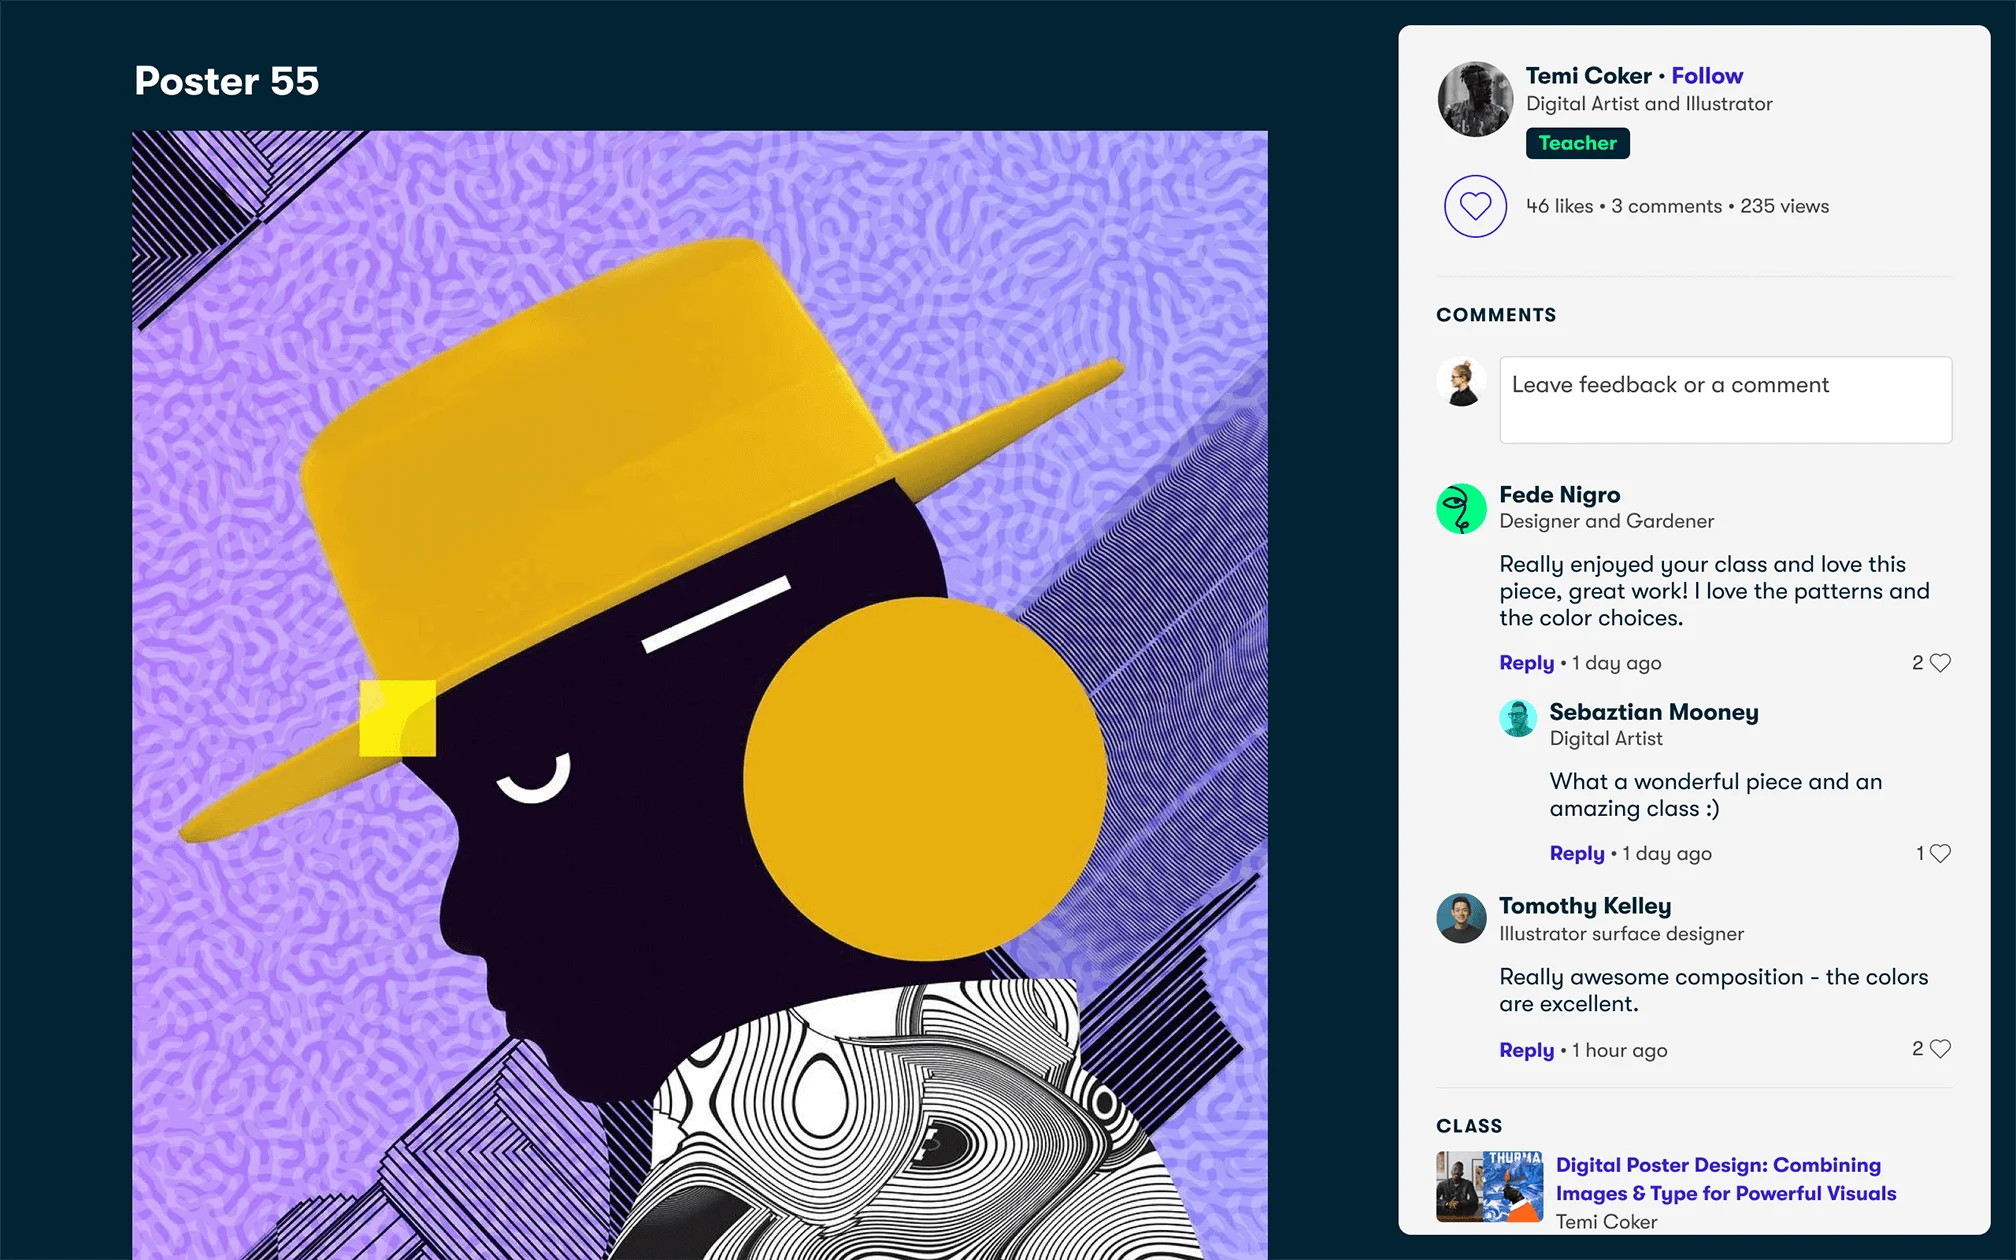 Poster 55
Temi Coker • Follow
Digital Artist and Illustrator
Teacher
46 likes • 3 comments • 235 views
COMMENTS
Leave feedback or a comment
Fede Nigro
Designer and Gardener
Really enjoyed your class and love this
piece, great work! I love the patterns and
the color choices.
Reply • 1 day ago
2
Sebaztian Mooney
Digital Artist
What a wonderful piece and an
amazing class :)
Reply • 1 day ago
1
Tomothy Kelley
Illustrator surface designer
Really awesome composition - the colors
are excellent.
Reply • 1 hour ago
2
CLASS
THURMA
Digital Poster Design: Combining
Images & Type for Powerful Visuals
Temi Coker